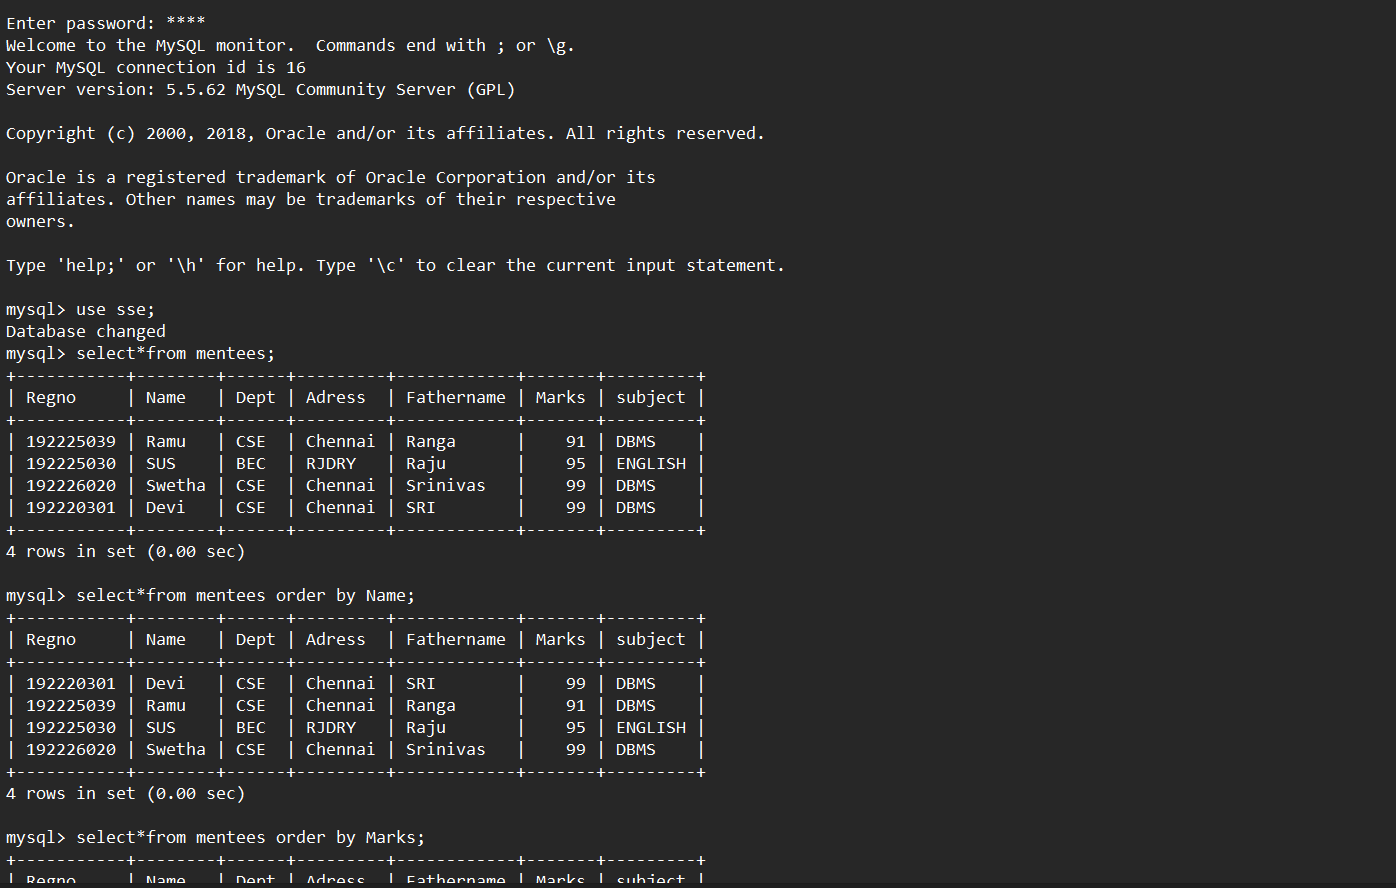 Enter password: ****
Welcome to the MySQL monitor.  Commands end with ; or \g.
Your MySQL connection id is 16
Server version: 5.5.62 MySQL Community Server (GPL)
Copyright (c) 2000, 2018, Oracle and/or its affiliates. All rights reserved.
Oracle is a registered trademark of Oracle Corporation and/or its
affiliates. Other names may be trademarks of their respective
owners.
Type 'help;' or '\h' for help. Type '\c' to clear the current input statement.
mysql> use sse;
Database changed
mysql> select*from mentees;
+-----------+--------+------+---------+------------+-------+---------+
| Regno     | Name   | Dept | Adress  | Fathername | Marks | subject |
+-----------+--------+------+---------+------------+-------+---------+
| 192225039 | Ramu   | CSE  | Chennai | Ranga      |    91 | DBMS    |
| 192225030 | SUS    | BEC  | RJDRY   | Raju       |    95 | ENGLISH |
| 192226020 | Swetha | CSE  | Chennai | Srinivas   |    99 | DBMS    |
| 192220301 | Devi   | CSE  | Chennai | SRI        |    99 | DBMS    |
+-----------+--------+------+---------+------------+-------+---------+
4 rows in set (0.00 sec)
mysql> select*from mentees order by Name;
+-----------+--------+------+---------+------------+-------+---------+
| Regno     | Name   | Dept | Adress  | Fathername | Marks | subject |
+-----------+--------+------+---------+------------+-------+---------+
| 192220301 | Devi   | CSE  | Chennai | SRI        |    99 | DBMS    |
| 192225039 | Ramu   | CSE  | Chennai | Ranga      |    91 | DBMS    |
| 192225030 | SUS    | BEC  | RJDRY   | Raju       |    95 | ENGLISH |
| 192226020 | Swetha | CSE  | Chennai | Srinivas   |    99 | DBMS    |
+-----------+--------+------+---------+------------+-------+---------+
4 rows in set (0.00 sec)
mysql> select*from mentees order by Marks;
+-----------+--------+------+---------+------------+-------+---------+
| Regno     | Name   | Dept | Adress  | Fathername | Marks | subject |